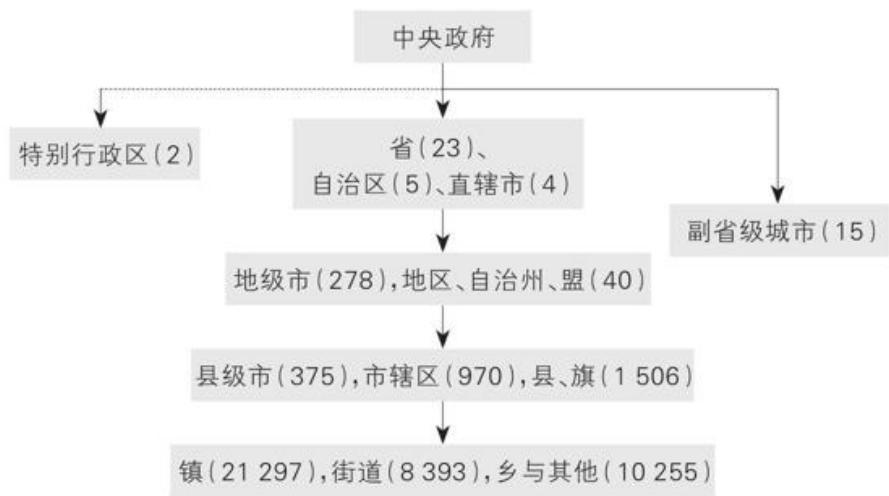 中央政府
特别行政区(2)
省(23)、
自治区(5)、直辖市(4)
副省级城市(15)
地级市(278),地区、自治州、盟(40)
县级市(375),市辖区(970),县、旗(1 506)
镇(21 297),街道(8 393),乡与其他(10 255)